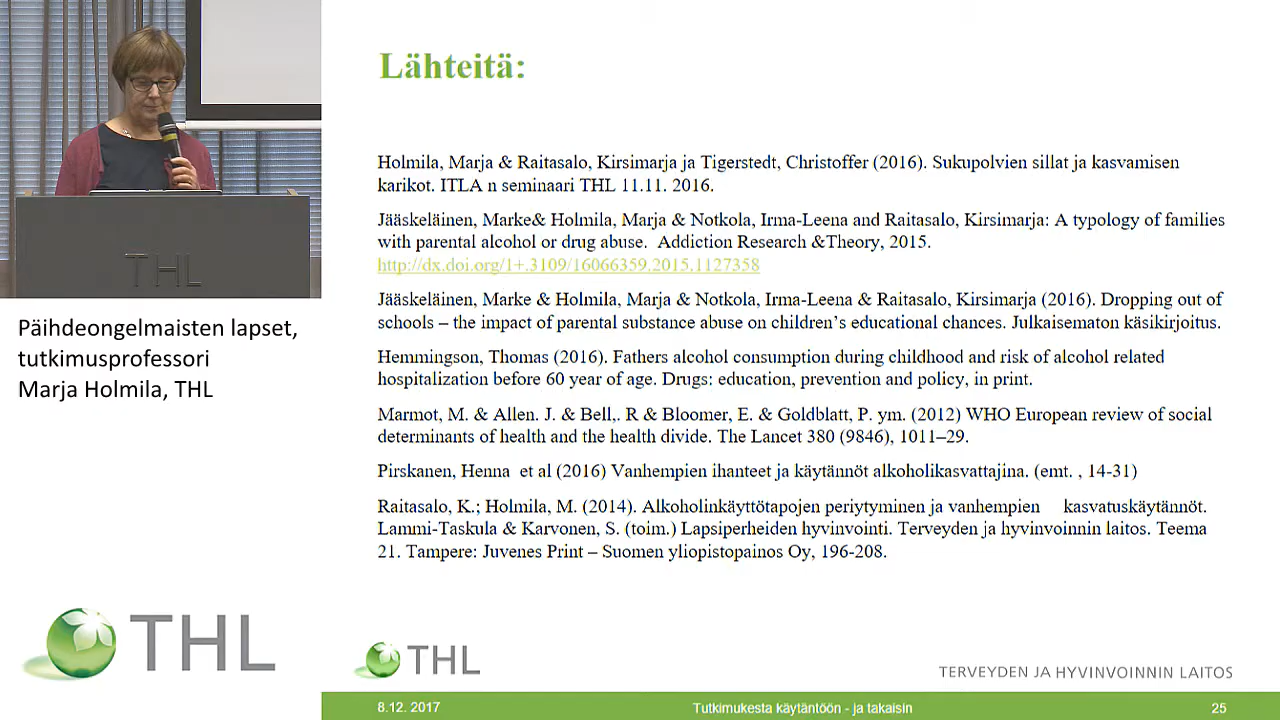 THL
Päihdeongelmaisten lapset,
tutkimusprofessori
Marja Holmila, THL
THL
Lähteitä:
Holmila, Marja & Raitasalo, Kirsimarja ja Tigerstedt, Christoffer (2016). Sukupolvien sillat ja kasvamisen
karikot. ITLA n seminaari THL 11.11. 2016.
Jääskeläinen, Marke& Holmila, Marja & Notkola, Irma-Leena and Raitasalo, Kirsimarja: A typology of families
with parental alcohol or drug abuse. Addiction Research &Theory, 2015.
http://dx.doi.org/1+.3109/16066359.2015.1127358
Jääskeläinen, Marke & Holmila, Marja & Notkola, Irma-Leena & Raitasalo, Kirsimarja (2016). Dropping out of
schools – the impact of parental substance abuse on children's educational chances. Julkaisematon käsikirjoitus.
Hemmingson, Thomas (2016). Fathers alcohol consumption during childhood and risk of alcohol related
hospitalization before 60 year of age. Drugs: education, prevention and policy, in print.
Marmot, M. & Allen. J. & Bell,. R & Bloomer, E. & Goldblatt, P. ym. (2012) WHO European review of social
determinants of health and the health divide. The Lancet 380 (9846), 1011–29.
Pirskanen, Henna et al (2016) Vanhempien ihanteet ja käytännöt alkoholikasvattajina. (emt. , 14-31)
Raitasalo, K.; Holmila, M. (2014). Alkoholinkäyttötapojen periytyminen ja vanhempien kasvatuskäytännöt.
Lammi-Taskula & Karvonen, S. (toim.) Lapsiperheiden hyvinvointi. Terveyden ja hyvinvoinnin laitos. Teema
21. Tampere: Juvenes Print – Suomen yliopistopainos Oy, 196-208.
THL
TERVEYDEN JA HYVINVOINNIN LAITOS
8.12. 2017
Tutkimukesta käytäntöön - ja takaisin
25